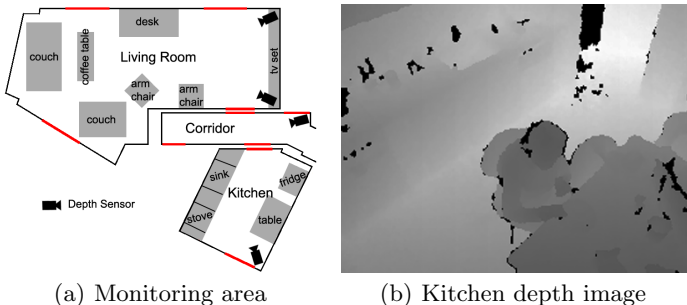 desk
couch
coffee table
Living Room
tv set
arm
chair
arm
chair
couch
Corridor
sink
Kitchen
fridge
stove
table
Depth Sensor
(a) Monitoring area
(b) Kitchen depth image